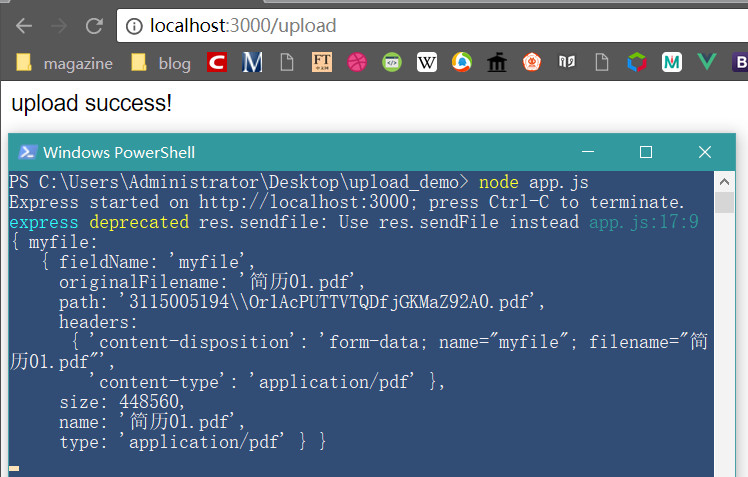 localhost:3000/upload
magazine blog FT
upload success!
Windows PowerShell
PS C:\Users\Administrator\Desktop\upload_demo> node app.js
Express started on http://localhost:3000; press Ctrl-C to terminate.
express deprecated res.sendfile: Use res.sendFile instead app.js:17:9
{ myfile:
{ fieldName: 'myfile',
originalFilename: '简历01.pdf',
path: '3115005194\\OrlAcPUTTVTQDfjGKMaZ92A0.pdf',
headers:
{ 'content-disposition': 'form-data; name="myfile"; filename="简
历01.pdf"',
'content-type': 'application/pdf' },
size: 448560,
name: '简历01.pdf',
type: 'application/pdf' } }